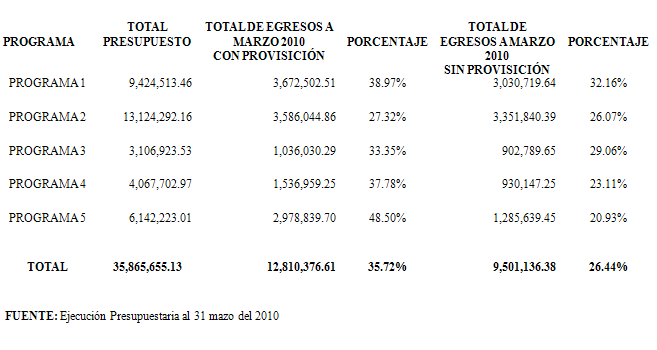 PROGRAMA TOTAL PRESUPUESTO TOTAL DE EGRESOS A MARZO 2010 CON PROVISIÓN PORCENTAJE TOTAL DE EGRESOS A MARZO 2010 SIN PROVISIÓN PORCENTAJE
PROGRAMA 1 9,424,513.46 3,672,502.51 38.97% 3,030,719.64 32.16%
PROGRAMA 2 13,124,292.16 3,586,044.86 27.32% 3,351,840.39 26.07%
PROGRAMA 3 3,106,923.53 1,036,030.29 33.35% 902,789.65 29.06%
PROGRAMA 4 4,067,702.97 1,536,959.25 37.78% 930,147.25 23.11%
PROGRAMA 5 6,142,223.01 2,978,839.70 48.50% 1,285,639.45 20.93%
TOTAL 35,865,655.13 12,810,376.61 35.72% 9,501,136.38 26.44%
FUENTE: Ejecución Presupuestaria al 31 mazo del 2010